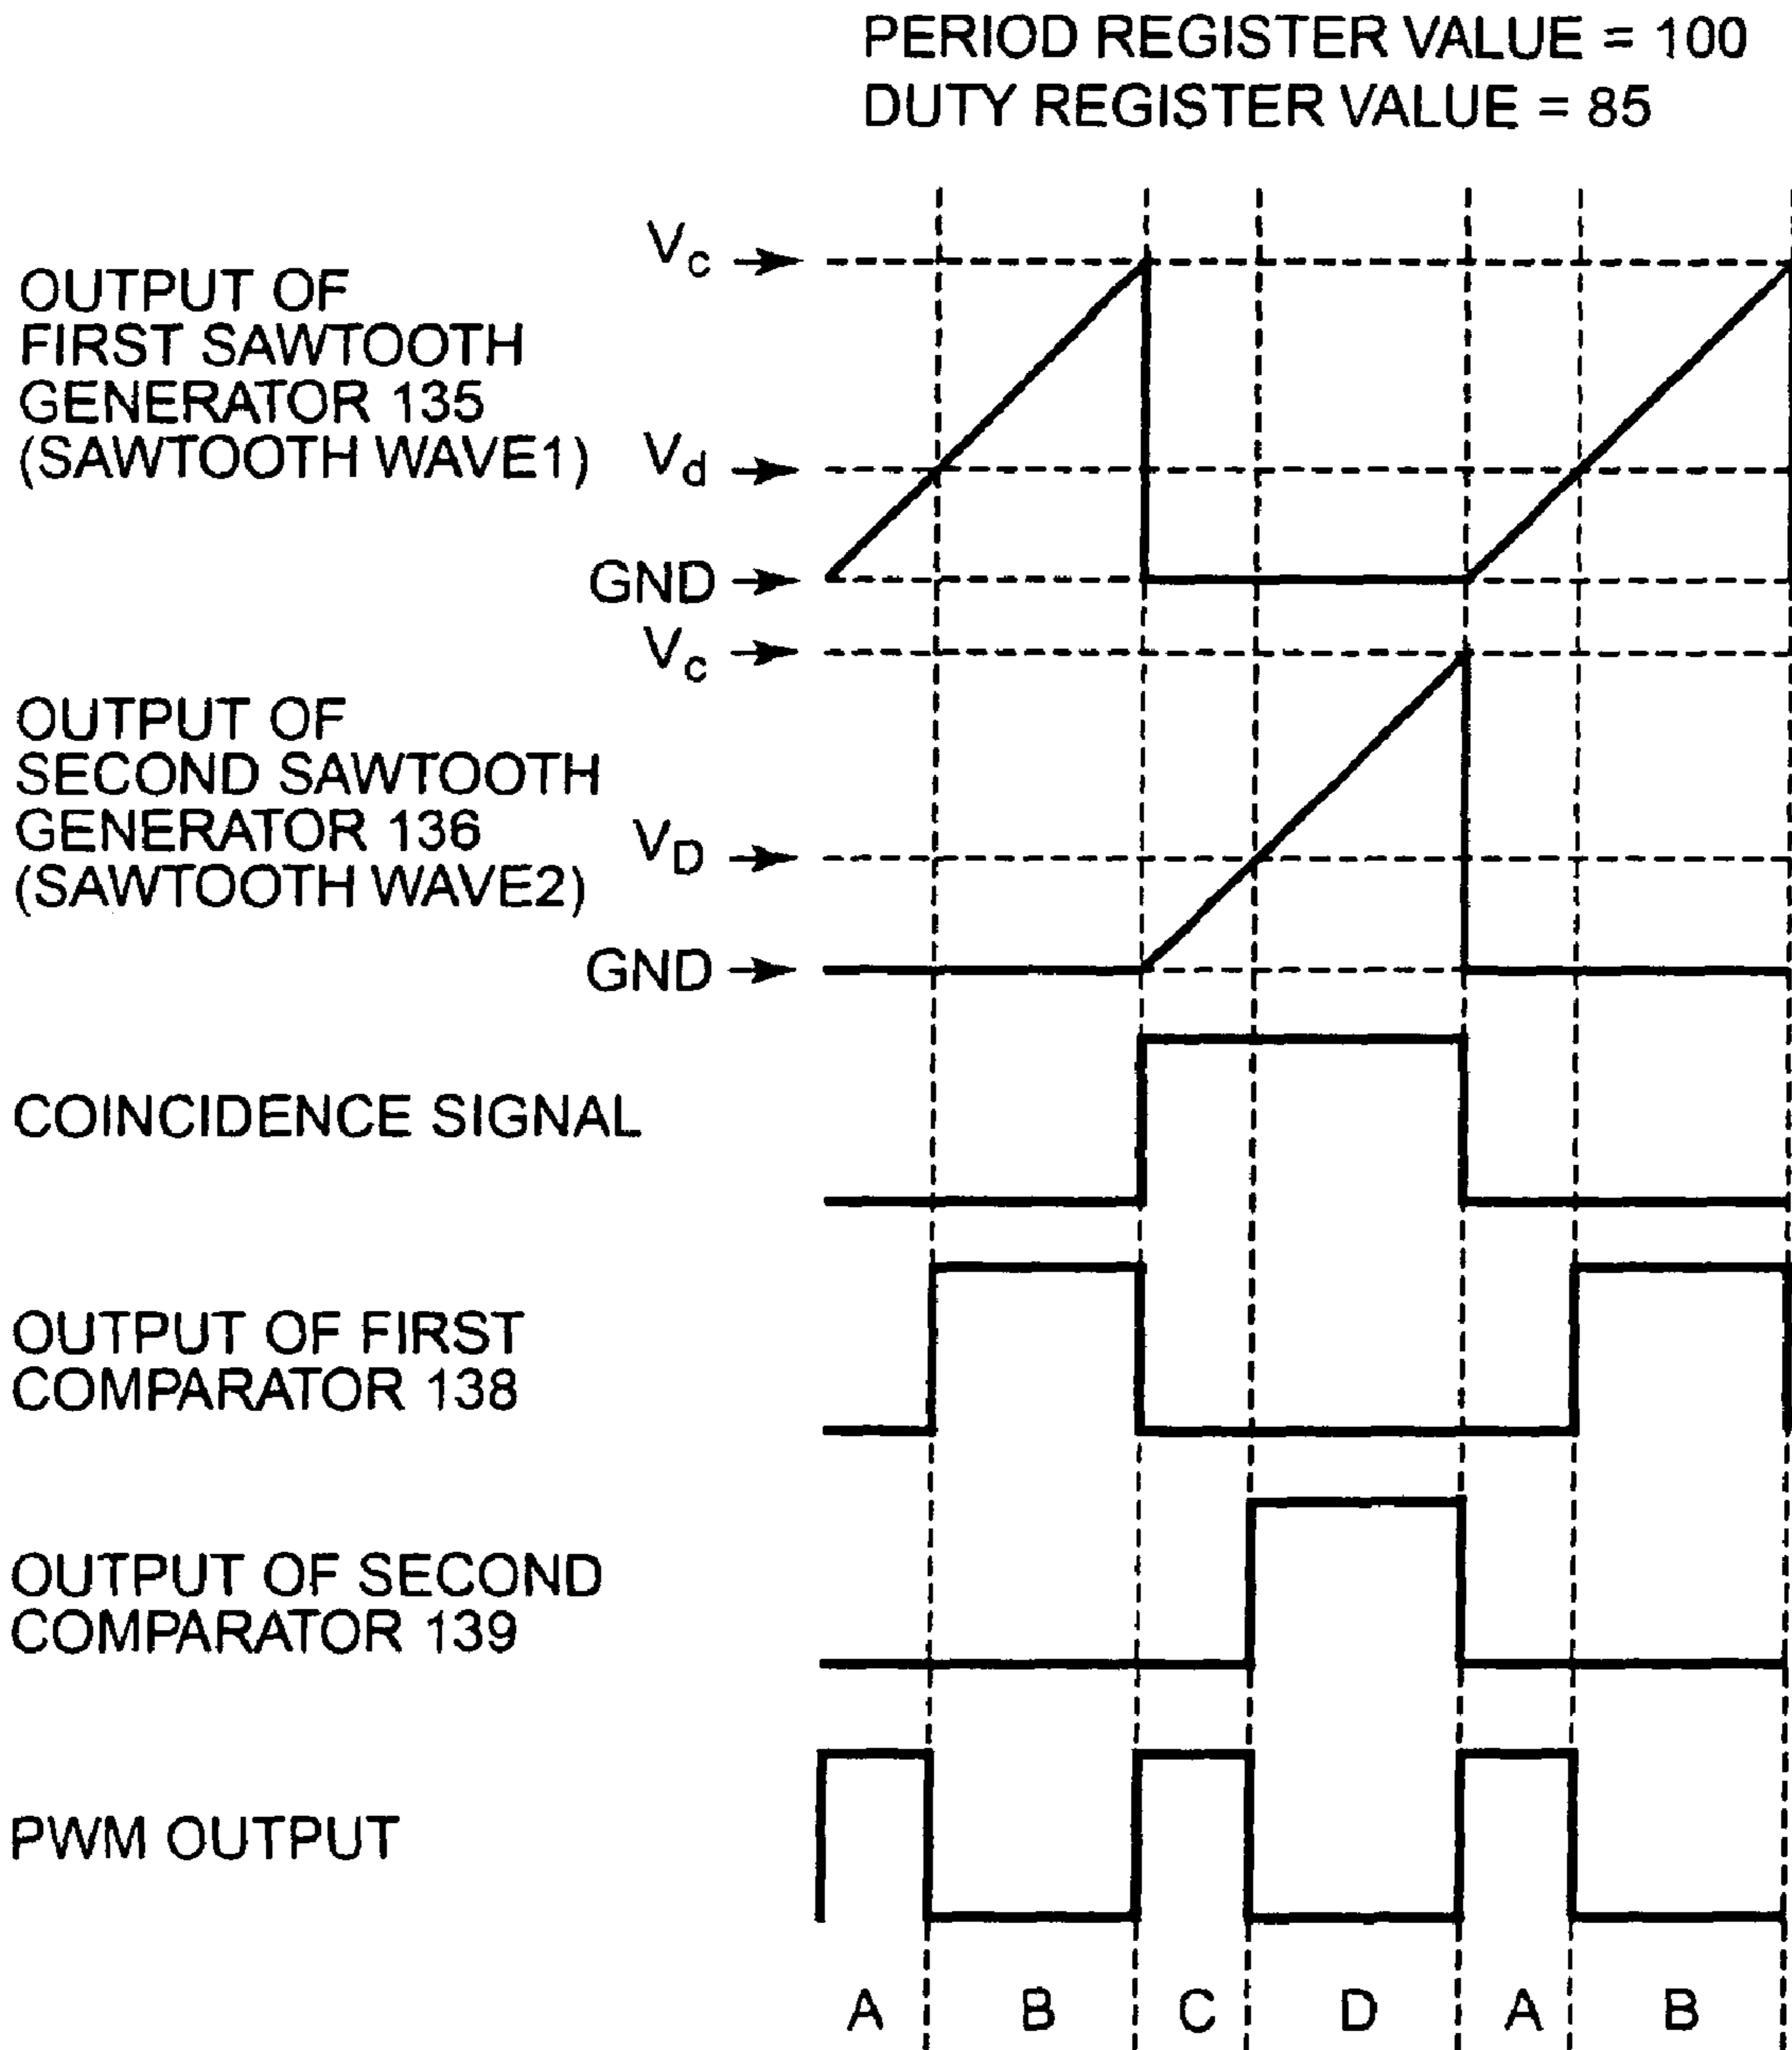 PERIOD REGISTER VALUE = 100
DUTY REGISTER VALUE = 85
Vc
OUTPUT OF
FIRST SAWTOOTH
GENERATOR 135
(SAWTOOTH WAVE1)
Vd
GND
Vc
OUTPUT OF
SECOND SAWTOOTH
GENERATOR 136
(SAWTOOTH WAVE2)
VD
GND
COINCIDENCE SIGNAL
OUTPUT OF FIRST
COMPARATOR 138
OUTPUT OF SECOND
COMPARATOR 139
PWM OUTPUT
A B C D A B